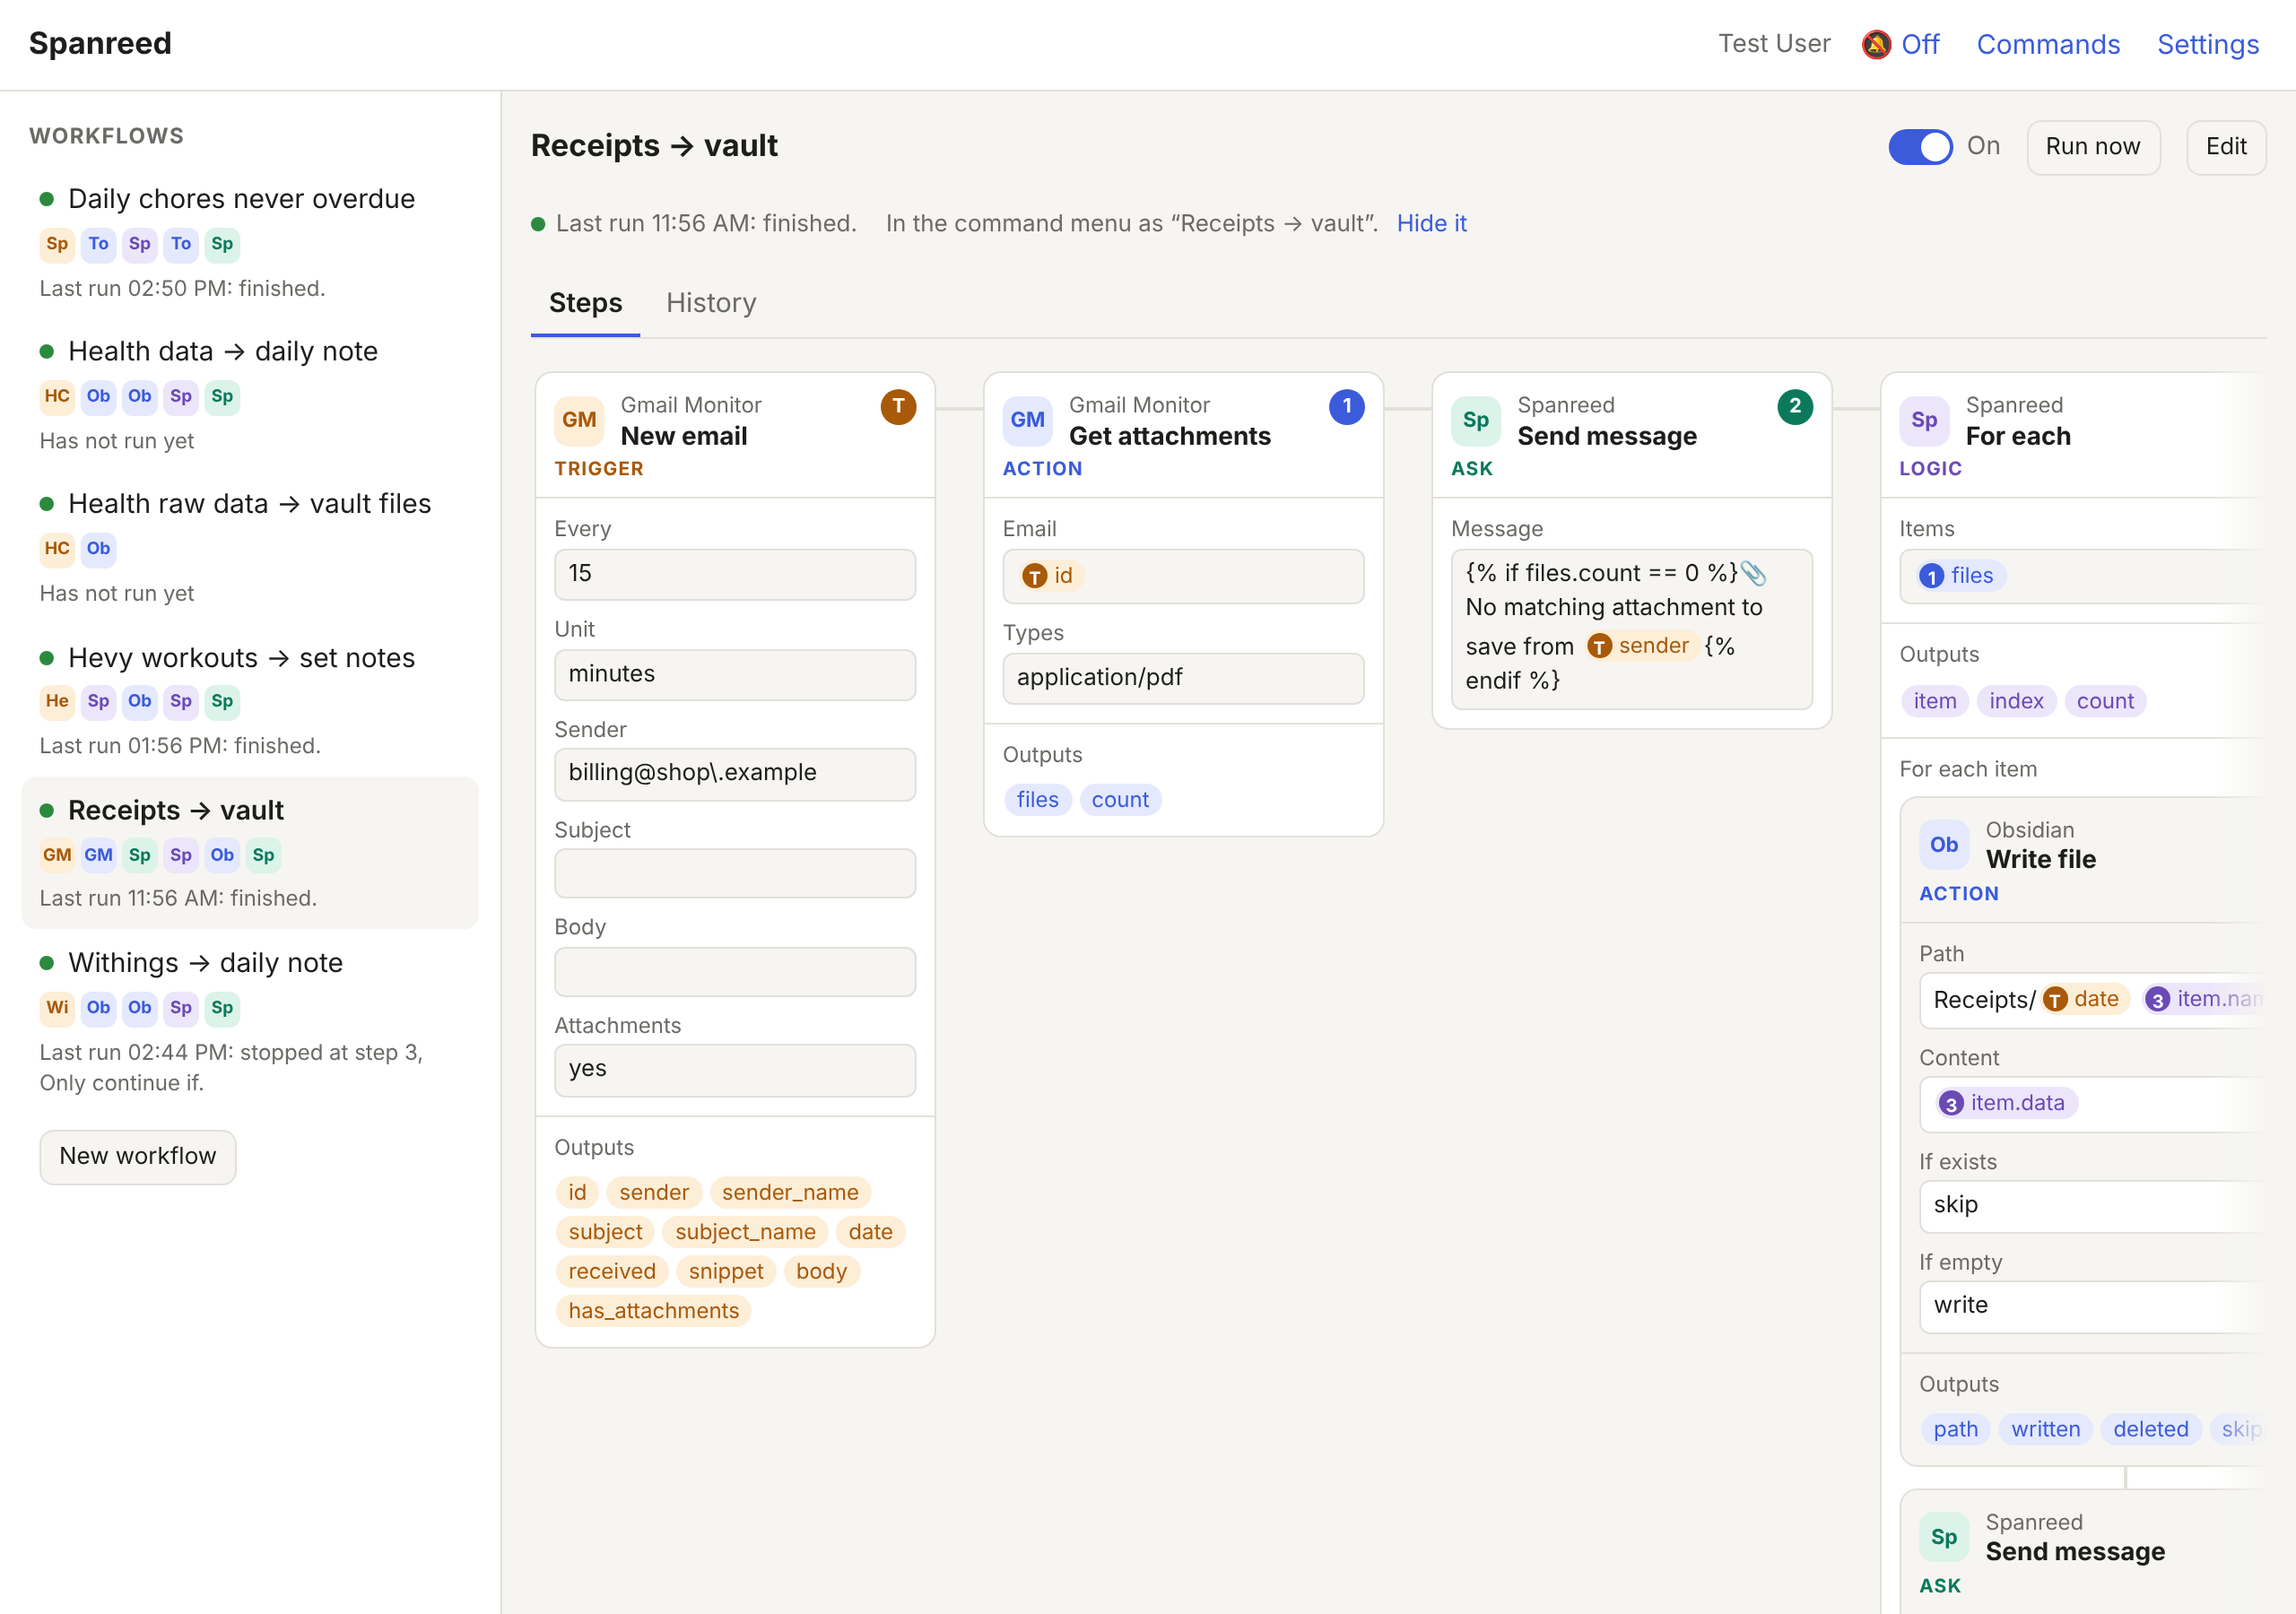 Spanreed
Test User
🔕 Off
Commands
Settings
WORKFLOWS
Daily chores never overdue
Sp To Sp To Sp
Last run 02:50 PM: finished.
Health data → daily note
HC Ob Ob Sp Sp
Has not run yet
Health raw data → vault files
HC Ob
Has not run yet
Hevy workouts → set notes
He Sp Ob Sp Sp
Last run 01:56 PM: finished.
Receipts → vault
GM GM Sp Sp Ob Sp
Last run 11:56 AM: finished.
Withings → daily note
Wi Ob Ob Sp Sp
Last run 02:44 PM: stopped at step 3,
Only continue if.
New workflow
Receipts → vault
On
Run now
Edit
Last run 11:56 AM: finished. In the command menu as “Receipts → vault”. Hide it
Steps
History
GM
Gmail Monitor
New email
T
TRIGGER
Every
15
Unit
minutes
Sender
billing@shop\.example
Subject
Body
Attachments
yes
Outputs
id sender sender_name
subject subject_name date
received snippet body
has_attachments
GM
Gmail Monitor
Get attachments
1
ACTION
Email
T id
Types
application/pdf
Outputs
files count
Sp
Spanreed
Send message
2
ASK
Message
{% if files.count == 0 %}📎
No matching attachment to
save from T sender {%
endif %}
Sp
Spanreed
For each
LOGIC
Items
1 files
Outputs
item index count
For each item
Ob
Obsidian
Write file
ACTION
Path
Receipts/ T date 3
Content
3 item.data
If exists
skip
If empty
write
Outputs
path written deleted
Sp
Spanreed
Send message
ASK